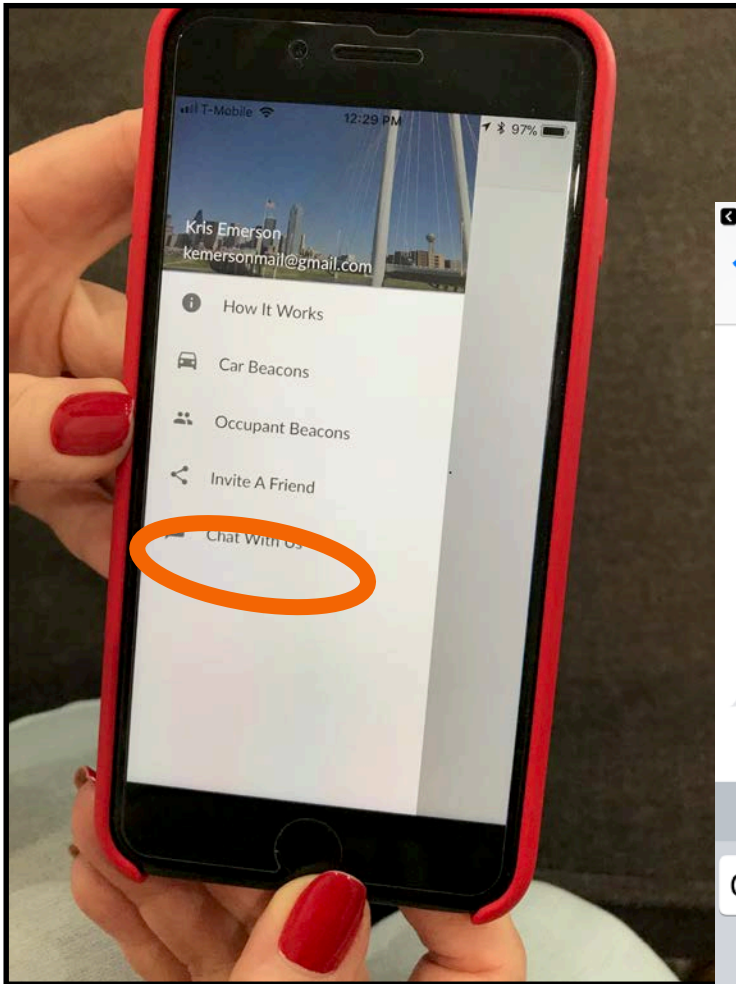 T-Mobile 12:29 PM 97%
Kris Emerson
kemersonmail@gmail.com
How It Works
Car Beacons
Occupant Beacons
Invite A Friend
Chat With Us